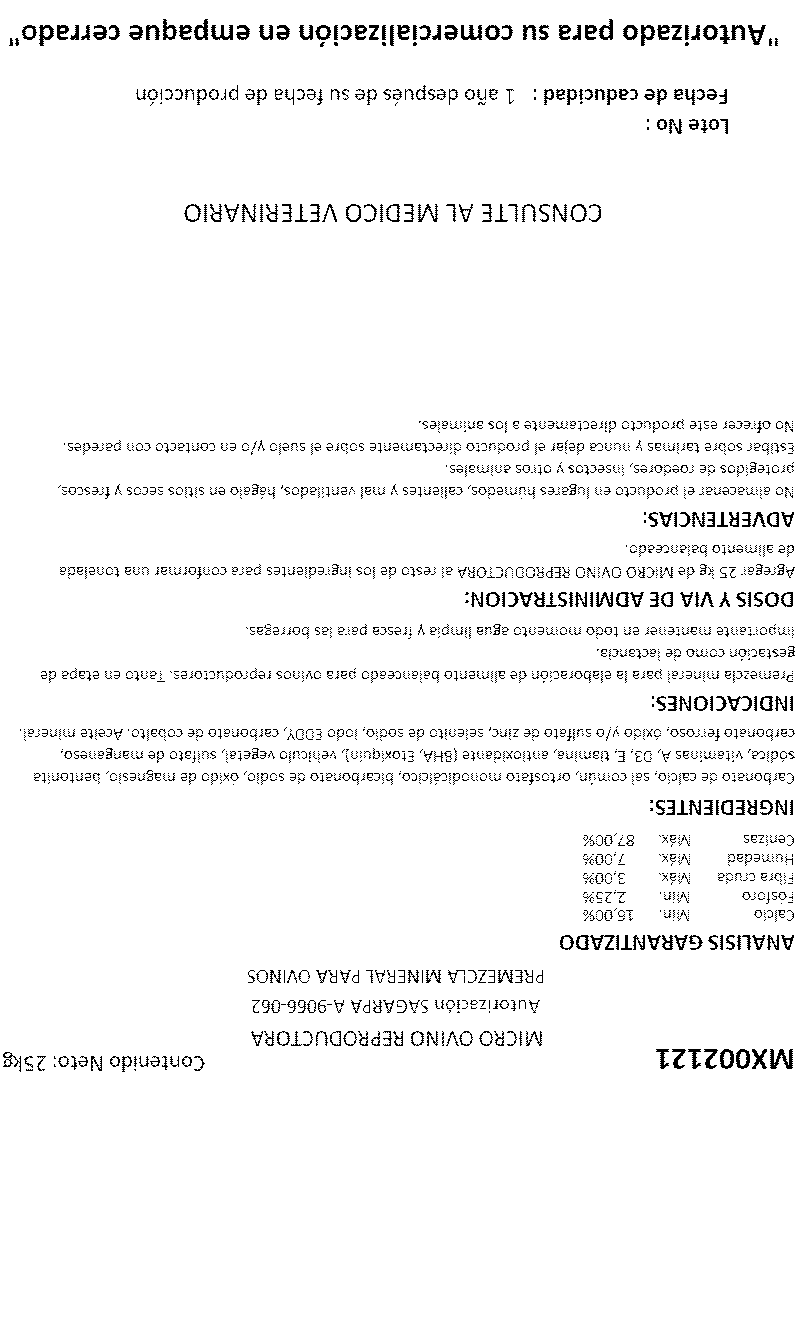 MX002121
Contenido Neto: 25kg
MICRO OVINO REPRODUCTORA
Autorización SAGARPA A-9066-062
PREMEZCLA MINERAL PARA OVINOS
ANALISIS GARANTIZADO
Calcio Min. 16,00%
Fósforo Min. 2,25%
Fibra cruda Máx. 3,00%
Humedad Máx. 7,00%
Cenizas Máx. 87,00%
INGREDIENTES:
Carbonato de calcio, sal común, ortosfato monodicálcico, bicarbonato de sodio, óxido de magnesio, bentonita
sódica, vitaminas A, D3, E, tiamina, antioxidante (BHA, Etoxiquin), vehículo vegetal, sulfato de manganeso,
carbonato ferroso, óxido y/o sulfato de zinc, selenito de sodio, Iodo EDDY, carbonato de cobalto. Aceite mineral.
INDICACIONES:
Premezcla mineral para la elaboración de alimento balanceado para ovinos reproductores. Tanto en etapa de
gestación como de lactancia.
Importante mantener en todo momento agua limpia y fresca para las borregas.
DOSIS Y VIA DE ADMINISTRACION:
Agregar 25 kg de MICRO OVINO REPRODUCTORA al resto de los ingredientes para conformar una tonelada
de alimento balanceado.
ADVERTENCIAS:
No almacenar el producto en lugares húmedos, calientes y mal ventilados, hágalo en sitios secos y frescos,
protegidos de roedores, insectos y otros animales.
Estibar sobre tarimas y nunca dejar el producto directamente sobre el suelo y/o en contacto con paredes.
No ofrecer este producto directamente a los animales.
CONSULTE AL MEDICO VETERINARIO
Lote No :
Fecha de caducidad : 1 año después de su fecha de producción
"Autorizado para su comercialización en empaque cerrado"